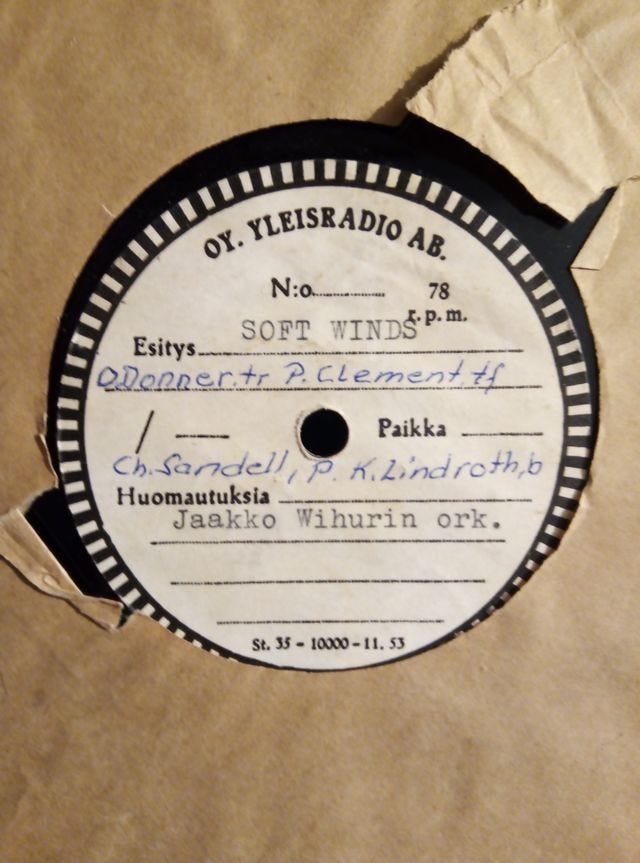 OY. YLEISRADIO AB.
N:o 78
r.p.m.
Esitys SOFT WINDS
O.Donner.tr P.Clement tf
/ — Paikka
Ch.Sandell, P. K.Lindroth,b
Huomautuksia
Jaakko Wihurin ork.
St. 35 - 10000 - 11. 53